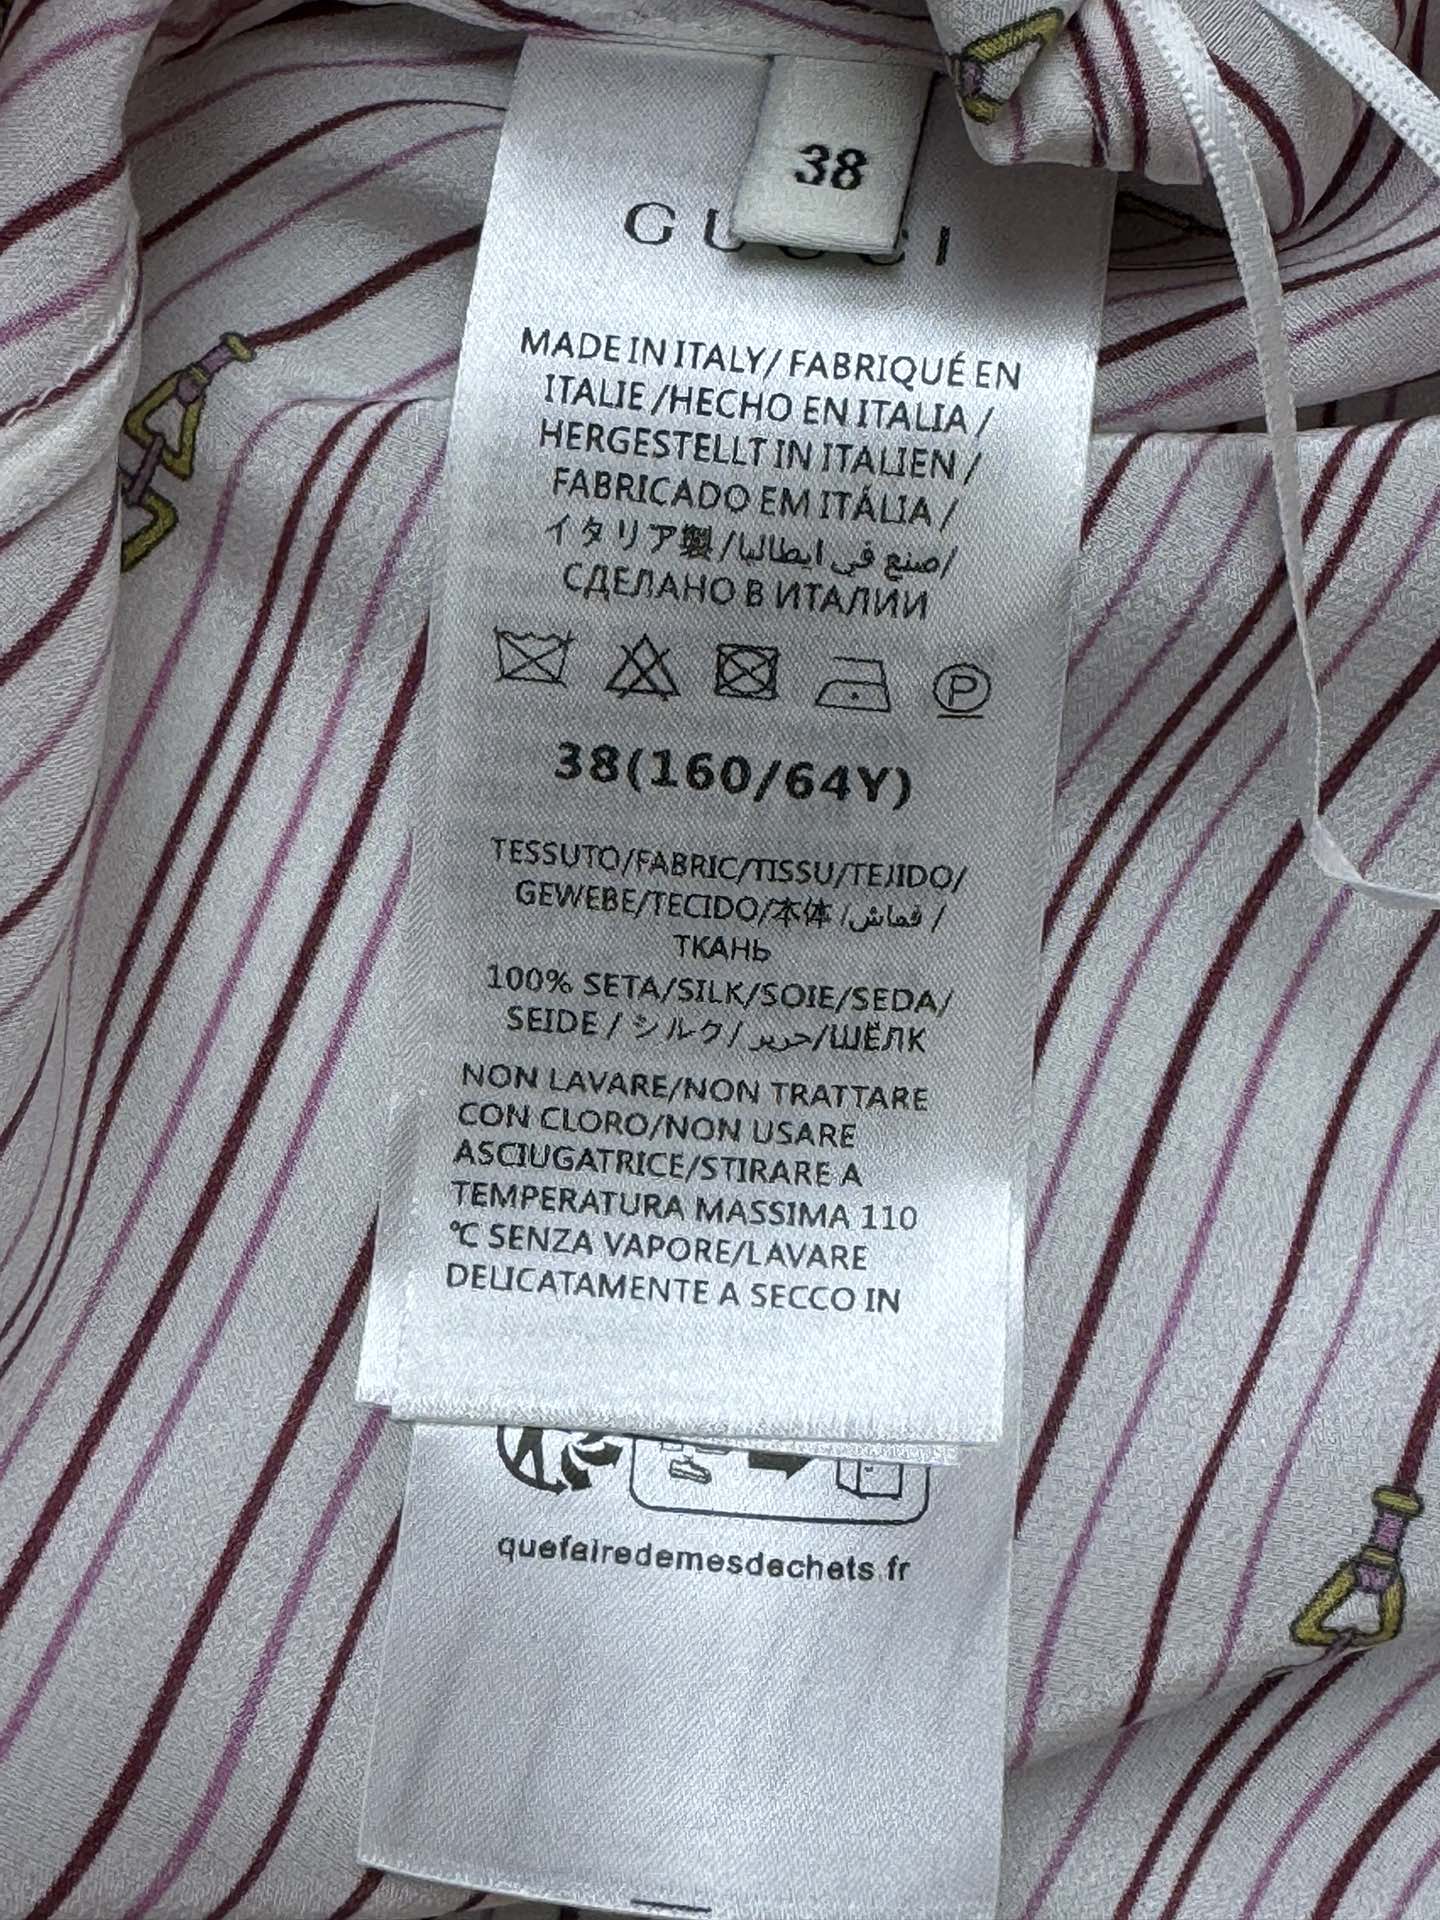 38
GUCCI
MADE IN ITALY/ FABRIQUÉ EN
ITALIE /HECHO EN ITALIA /
HERGESTELLT IN ITALIEN /
FABRICADO EM ITÁLIA /
イタリア製 /صنع في ايطاليا/
СДЕЛАНО В ИТАЛИИ
P
38(160/64Y)
TESSUTO/FABRIC/TISSU/TEJIDO/
GEWEBE/TECIDO/本体 /قماش /
ТКАНЬ
100% SETA/SILK/SOIE/SEDA/
SEIDE / シルク/ حرير/ШЁЛК
NON LAVARE/NON TRATTARE
CON CLORO/NON USARE
ASCIUGATRICE/STIRARE A
TEMPERATURA MASSIMA 110
°C SENZA VAPORE/LAVARE
DELICATAMENTE A SECCO IN
quefairedemesdechets.fr